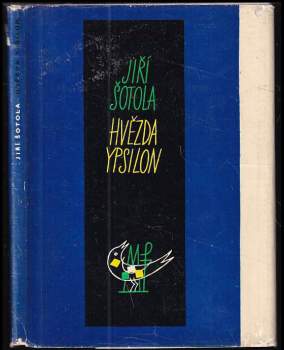 JIŘÍ
ŠOTOLA
HVĚZDA
YPSILON
JIŘÍ ŠOTOLA HVĚZDA YPSILON